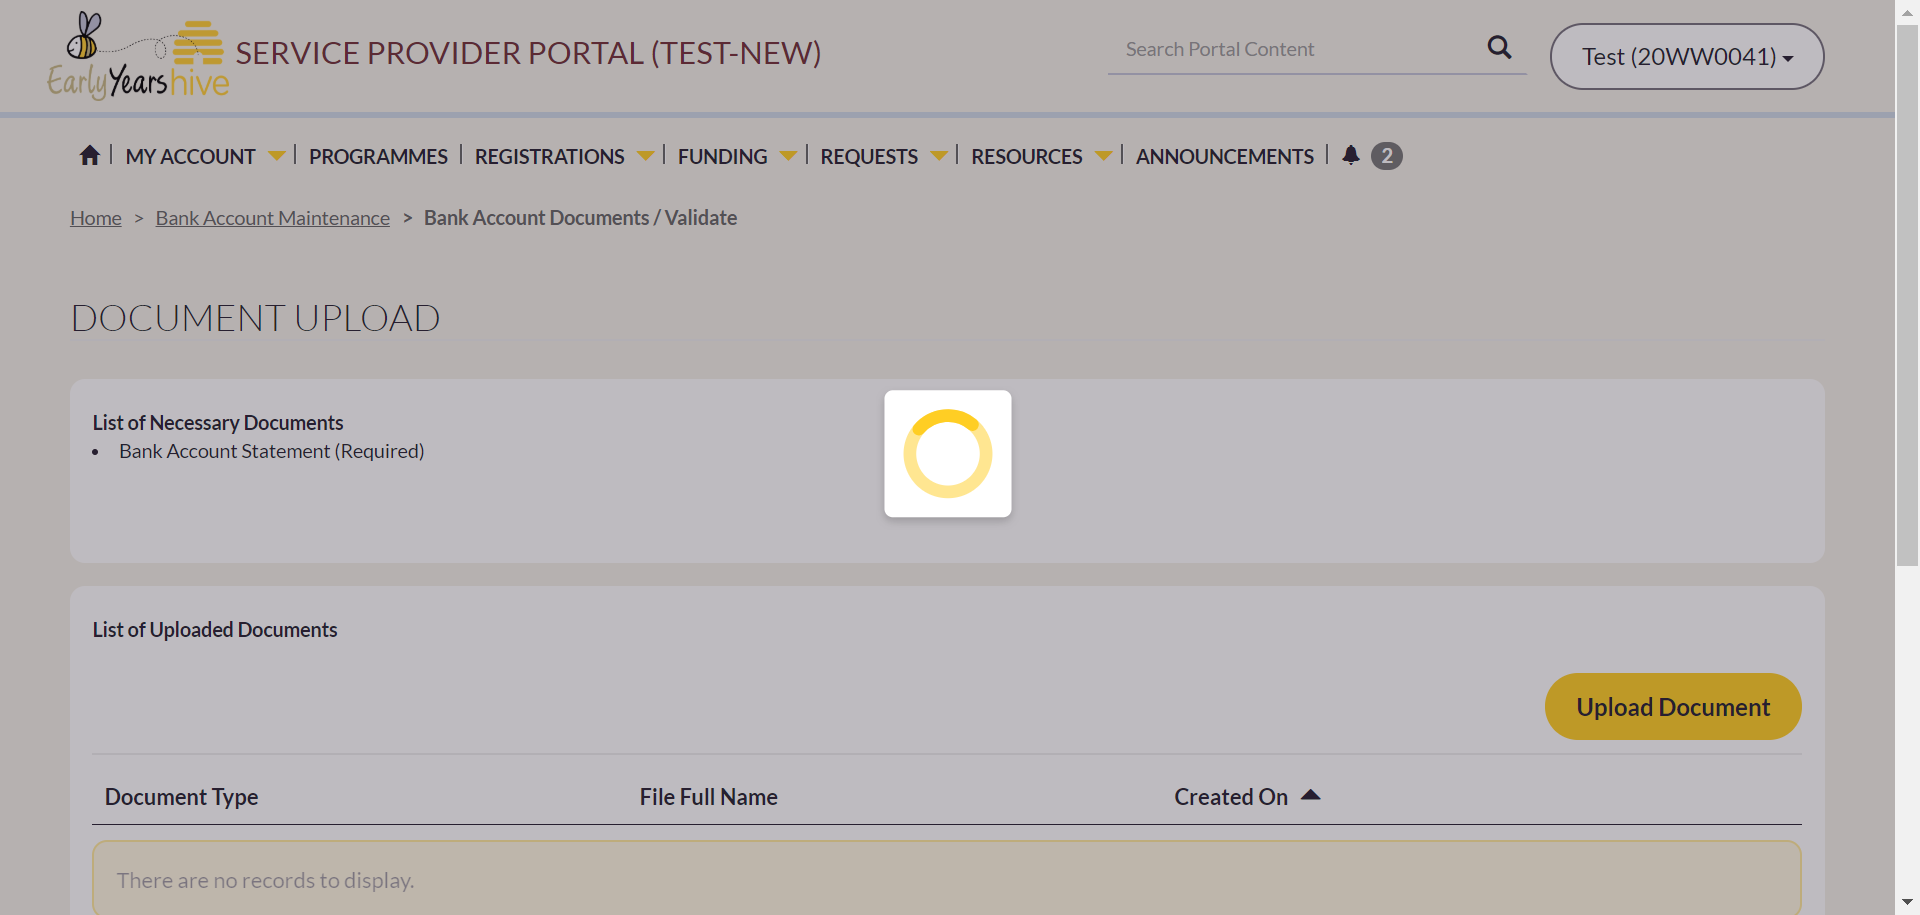 Early Years hive
SERVICE PROVIDER PORTAL (TEST-NEW)
Search Portal Content
Test (20WW0041)
MY ACCOUNT | PROGRAMMES | REGISTRATIONS | FUNDING | REQUESTS | RESOURCES | ANNOUNCEMENTS | 2
Home > Bank Account Maintenance > Bank Account Documents / Validate
DOCUMENT UPLOAD
List of Necessary Documents
• Bank Account Statement (Required)
List of Uploaded Documents
Upload Document
Document Type File Full Name Created On
There are no records to display.